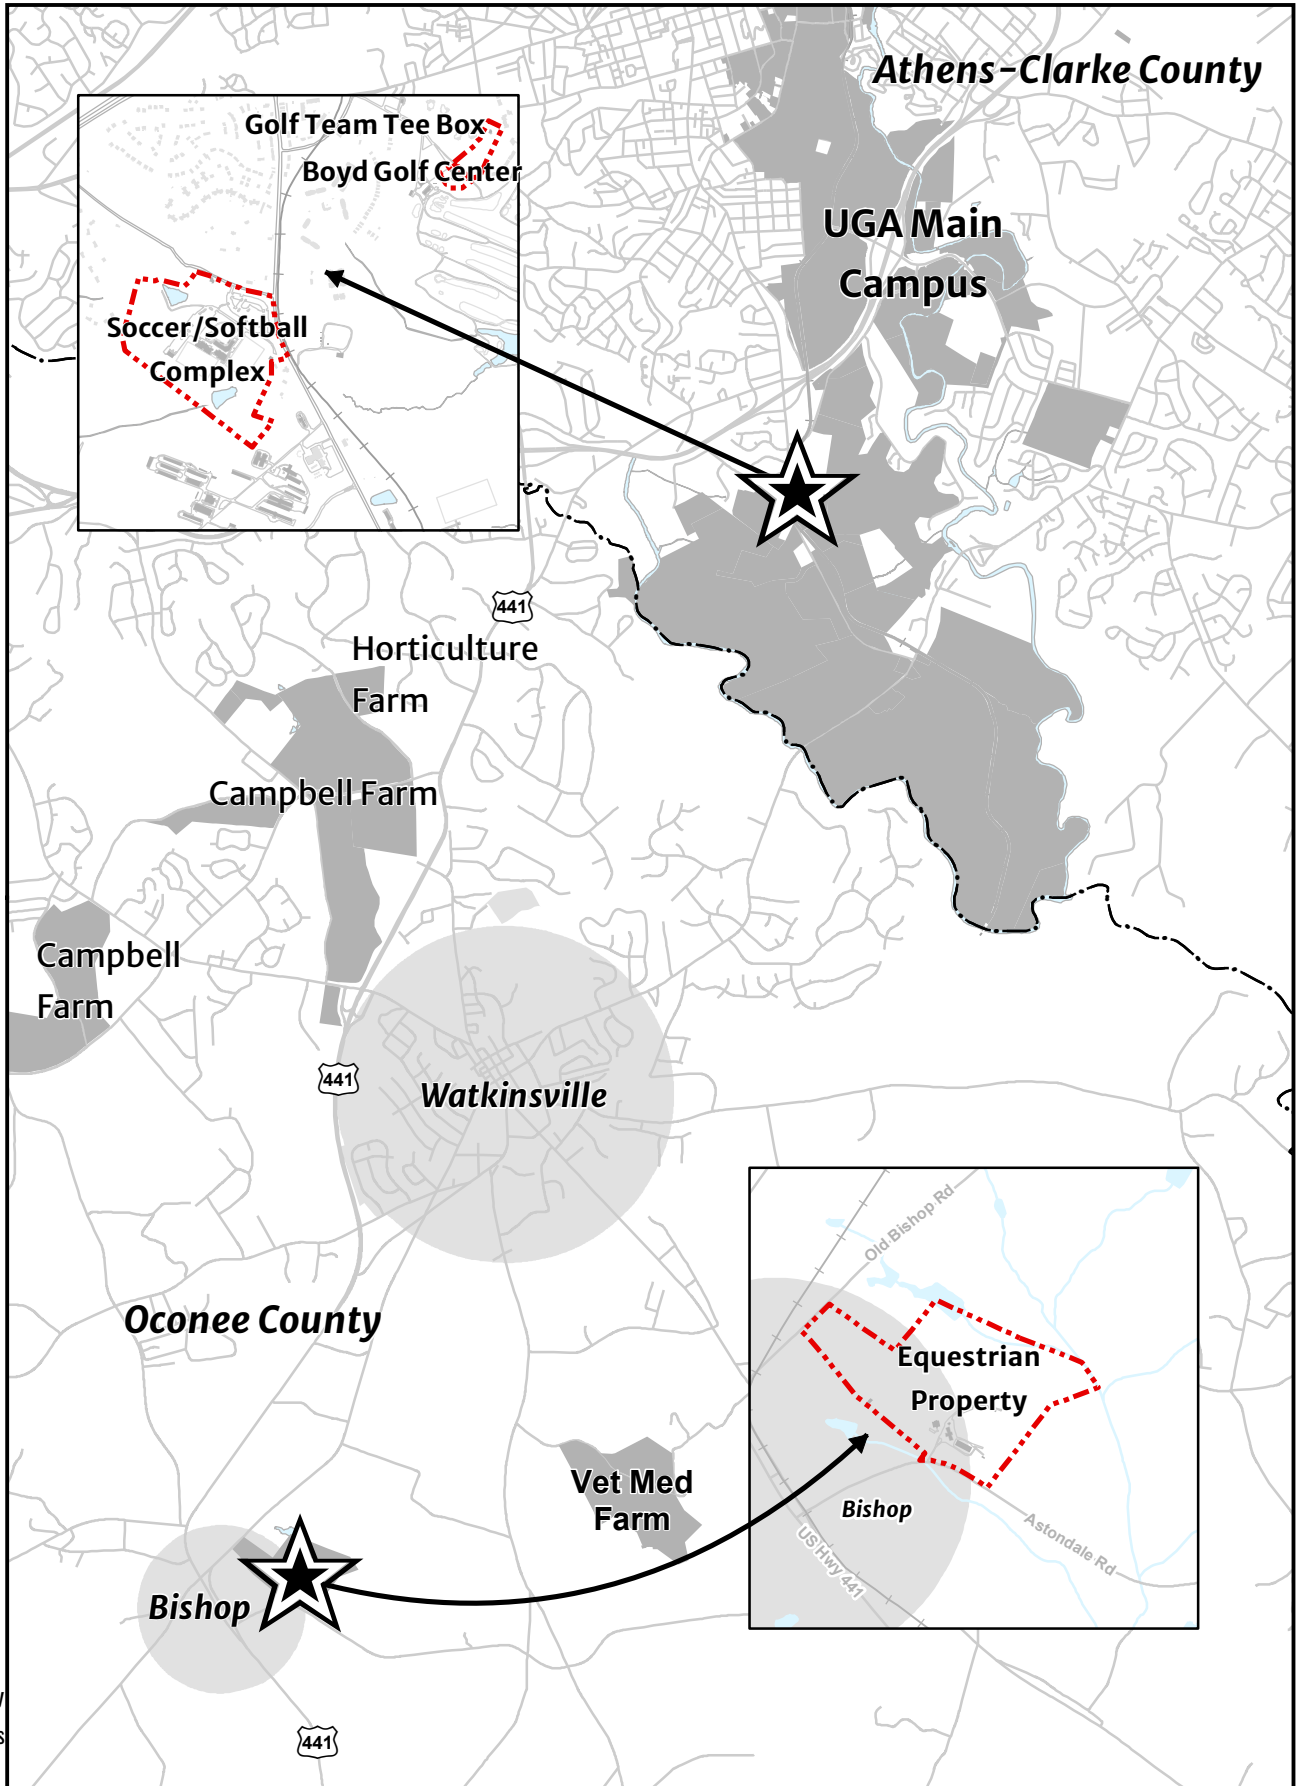 Athens-Clarke County
Golf Team Tee Box
Boyd Golf Center
UGA Main
Campus
Soccer/Softball
Complex
441
Horticulture
Farm
Campbell Farm
Campbell
Farm
441
Watkinsville
Old Bishop Rd
Oconee County
Equestrian
Property
Vet Med
Farm
Bishop
US Hwy 441
Astondale Rd
Bishop
441